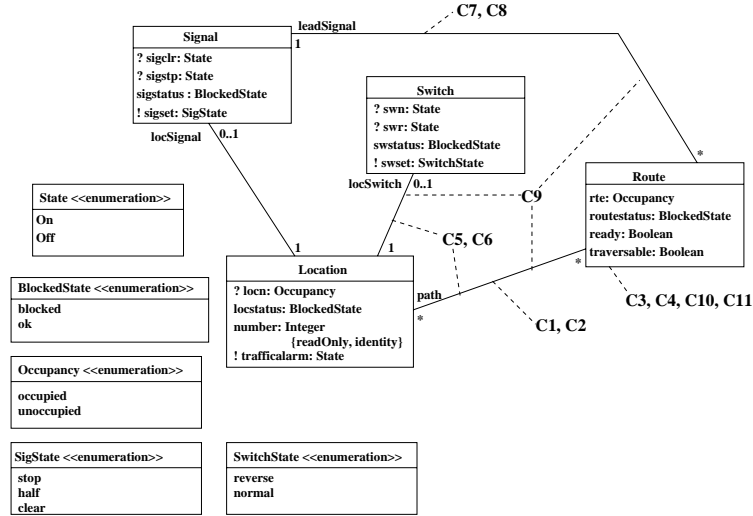 C7, C8
leadSignal
Signal
1
? sigclr: State
? sigstp: State
sigstatus : BlockedState
! sigset: SigState
Switch
? swn: State
? swr: State
swstatus: BlockedState
! swset: SwitchState
locSignal
0..1
*
locSwitch
0..1
Route
rte: Occupancy
routestatus: BlockedState
ready: Boolean
traversable: Boolean
C9
State <<enumeration>>
On
Off
1
1
C5, C6
*
Location
? locn: Occupancy
locstatus: BlockedState
number: Integer
{readOnly, identity}
! trafficalarm: State
path
*
C3, C4, C10, C11
C1, C2
BlockedState <<enumeration>>
blocked
ok
Occupancy <<enumeration>>
occupied
unoccupied
SigState <<enumeration>>
stop
half
clear
SwitchState <<enumeration>>
reverse
normal